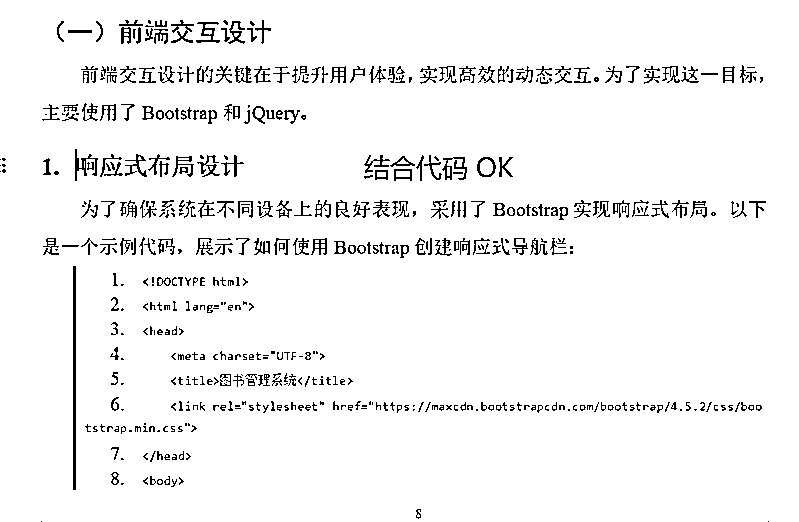 （一）前端交互设计
前端交互设计的关键在于提升用户体验，实现高效的动态交互。为了实现这一目标，
主要使用了 Bootstrap 和 jQuery。
1. 响应式布局设计 结合代码 OK
为了确保系统在不同设备上的良好表现，采用了 Bootstrap 实现响应式布局。以下
是一个示例代码，展示了如何使用 Bootstrap 创建响应式导航栏：
1. <!DOCTYPE html>
2. <html lang="en">
3. <head>
4. <meta charset="UTF-8">
5. <title>图书管理系统</title>
6. <link rel="stylesheet" href="https://maxcdn.bootstrapcdn.com/bootstrap/4.5.2/css/boo
tstrap.min.css">
7. </head>
8. <body>
8